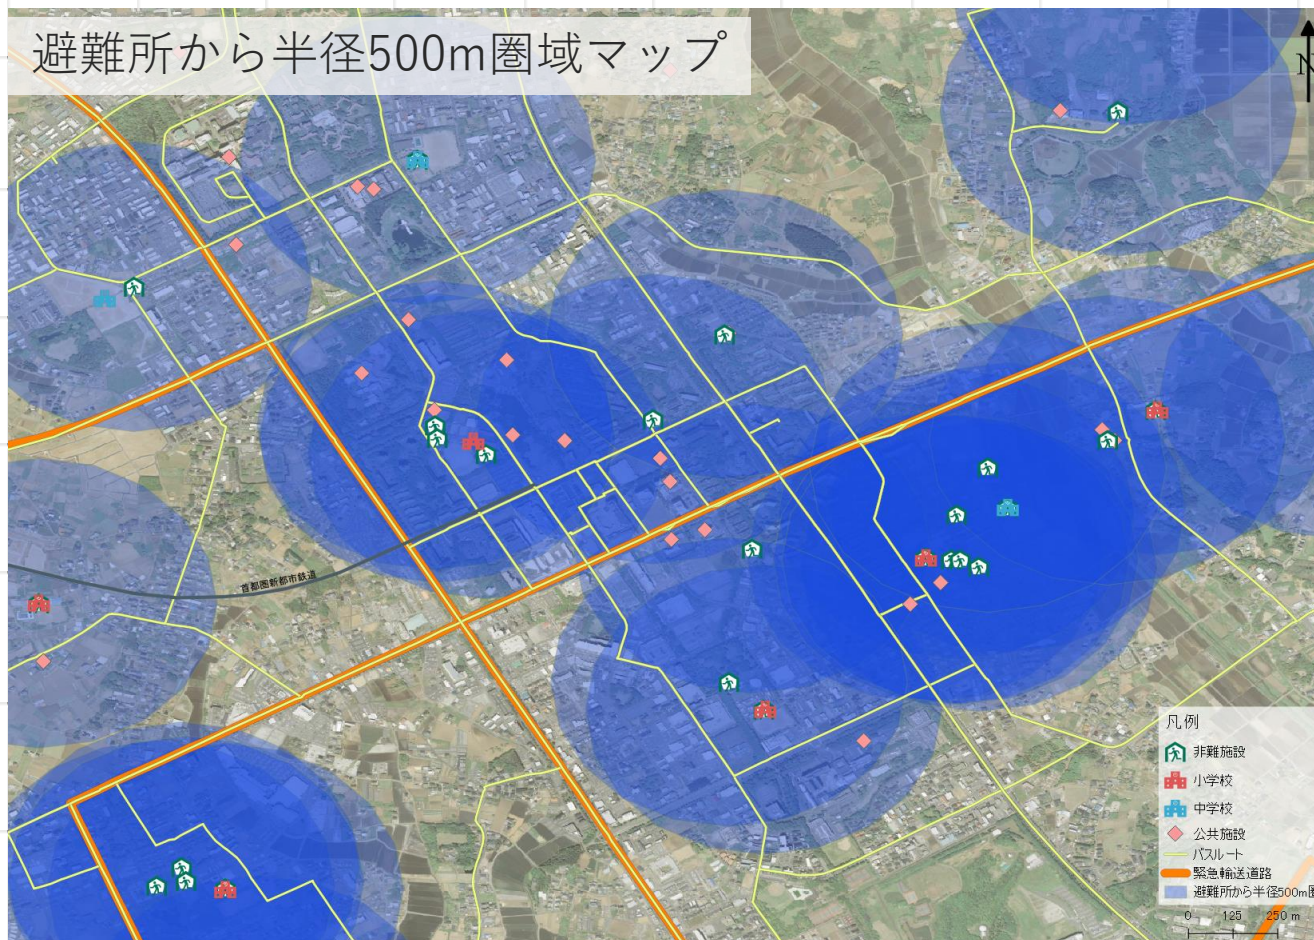 避難所から半径500m圏域マップ
N
首都圏新都市鉄道
凡例
非難施設
小学校
中学校
公共施設
バスルート
緊急輸送道路
避難所から半径500m圏
0 125 250 m